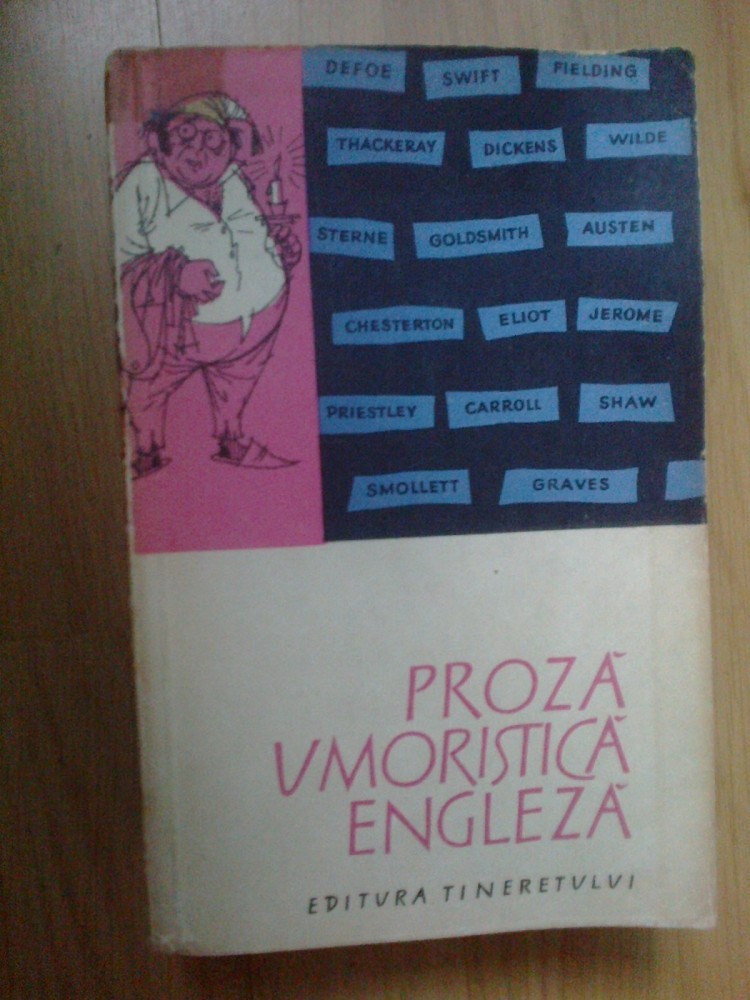 DEFOE SWIFT FIELDING
THACKERAY DICKENS WILDE
STERNE GOLDSMITH AUSTEN
CHESTERTON ELIOT JEROME
PRIESTLEY CARROLL SHAW
SMOLLETT GRAVES
PROZĂ
UMORISTICĂ
ENGLEZĂ
EDITURA TINERETULUI